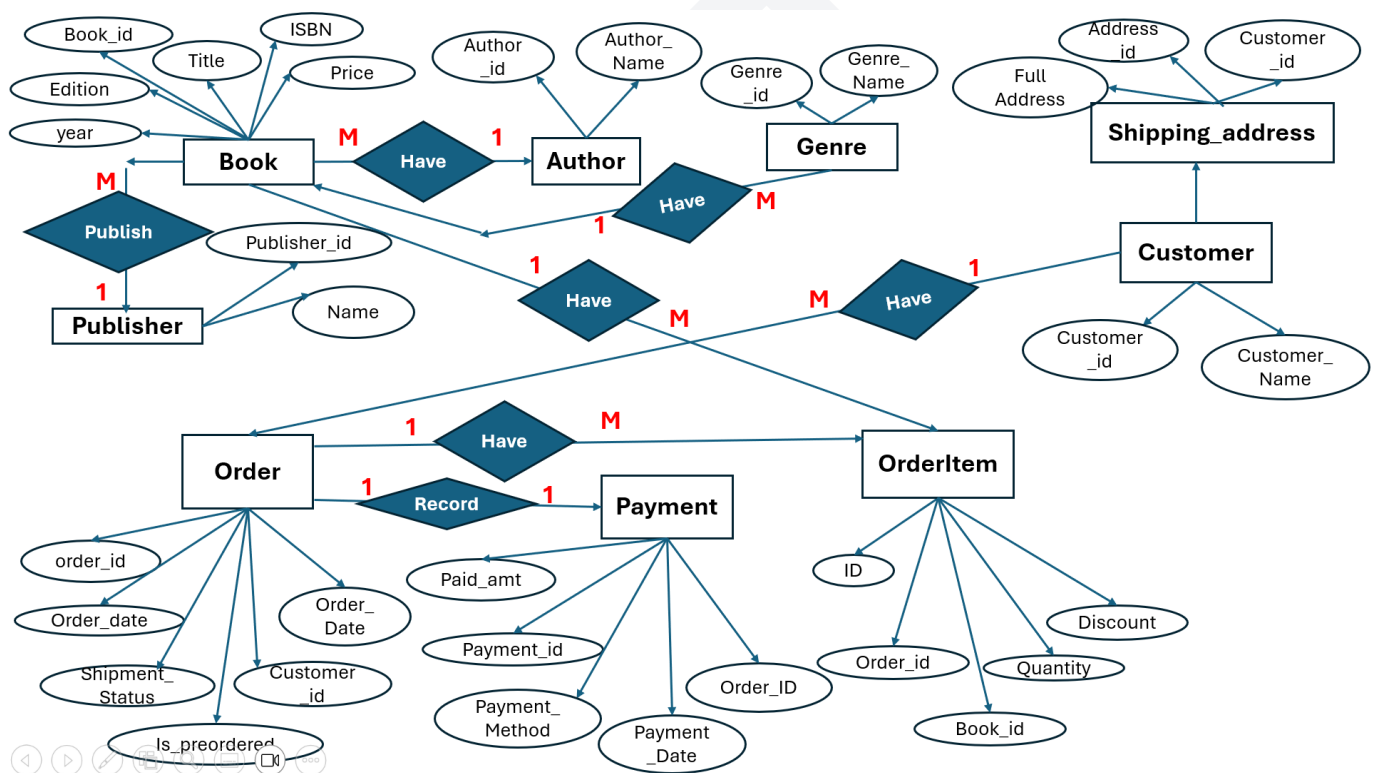 Book_id
ISBN
Title
Price
Edition
year
Author
_id
Author_
Name
Genre
_id
Genre_
Name
Address
_id
Customer
_id
Full
Address
Book
M
Have
1
Author
Genre
Shipping_address
M
Publish
1
Publisher
Publisher_id
Name
1
Have
M
1
Have
M
M
Have
1
Customer
Customer
_id
Customer_
Name
Order
1
Have
M
OrderItem
1
Record
1
Payment
order_id
Order_date
Shipment_
Status
Is_preordered
Customer
_id
Order_
Date
Paid_amt
Payment_id
Payment_
Method
Payment
_Date
Order_ID
ID
Order_id
Book_id
Quantity
Discount